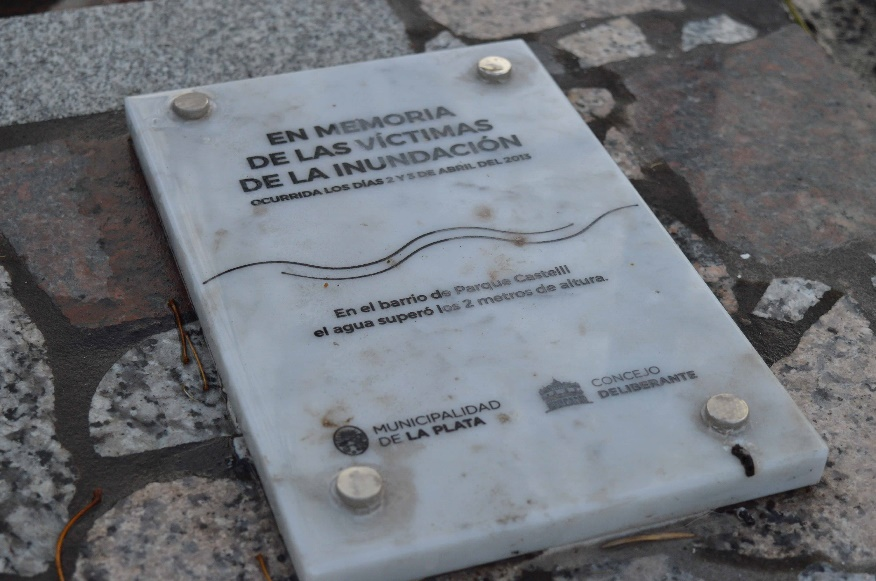 EN MEMORIA
DE LAS VÍCTIMAS
DE LA INUNDACIÓN
OCURRIDA LOS DÍAS 2 Y 3 DE ABRIL DEL 2013
En el barrio de Parque Castelli
el agua superó los 2 metros de altura.
MUNICIPALIDAD
DE LA PLATA
CONCEJO
DELIBERANTE